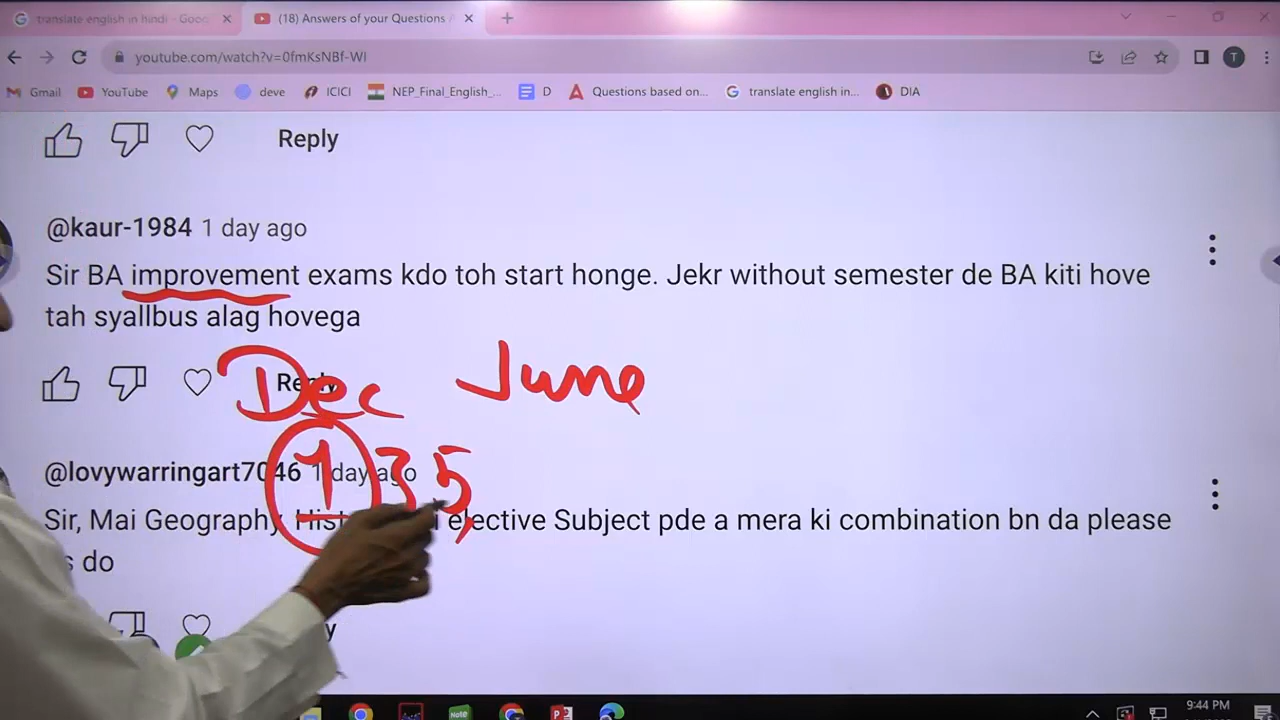 translate english in hindi - Goo
(18) Answers of your Questions
youtube.com/watch?v=0fmKsNBf-WI
T
Gmail YouTube Maps deve ICICI NEP_Final_English_... D Questions based on... translate english in... DIA
Reply
@kaur-1984 1 day ago
Sir BA improvement exams kdo toh start honge. Jekr without semester de BA kiti hove
tah syallbus alag hovega
Reply
Dec June
1 3 5,
@lovywarringart7046 1 day ago
Sir, Mai Geography, elective Subject pde a mera ki combination bn da please
do
Note
9:44 PM